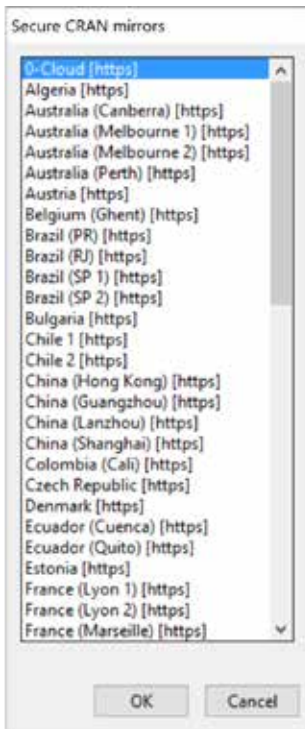 Secure CRAN mirrors
0-Cloud [https]
Algeria [https]
Australia (Canberra) [https]
Australia (Melbourne 1) [https]
Australia (Melbourne 2) [https]
Australia (Perth) [https]
Austria [https]
Belgium (Ghent) [https]
Brazil (PR) [https]
Brazil (RJ) [https]
Brazil (SP 1) [https]
Brazil (SP 2) [https]
Bulgaria [https]
Chile 1 [https]
Chile 2 [https]
China (Hong Kong) [https]
China (Guangzhou) [https]
China (Lanzhou) [https]
China (Shanghai) [https]
Colombia (Cali) [https]
Czech Republic [https]
Denmark [https]
Ecuador (Cuenca) [https]
Ecuador (Quito) [https]
Estonia [https]
France (Lyon 1) [https]
France (Lyon 2) [https]
France (Marseille) [https]
OK Cancel